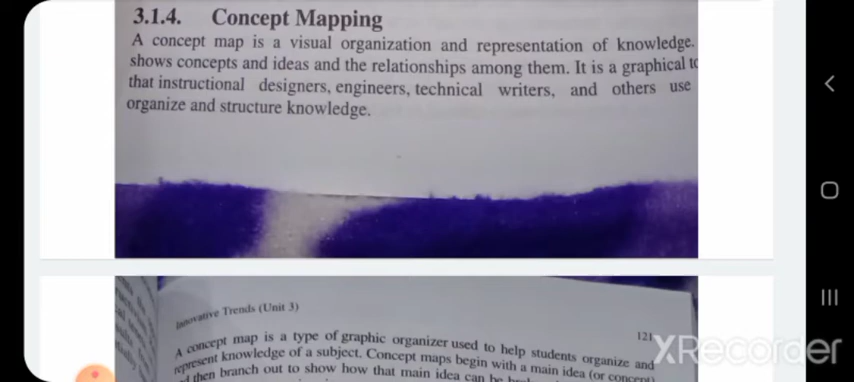 3.1.4. Concept Mapping
A concept map is a visual organization and representation of knowledge.
shows concepts and ideas and the relationships among them. It is a graphical to
that instructional designers, engineers, technical writers, and others use
organize and structure knowledge.
Innovative Trends (Unit 3)
121
A concept map is a type of graphic organizer used to help students organize and
represent knowledge of a subject. Concept maps begin with a main idea (or concept)
then branch out to show how that main idea can be
XRecorder